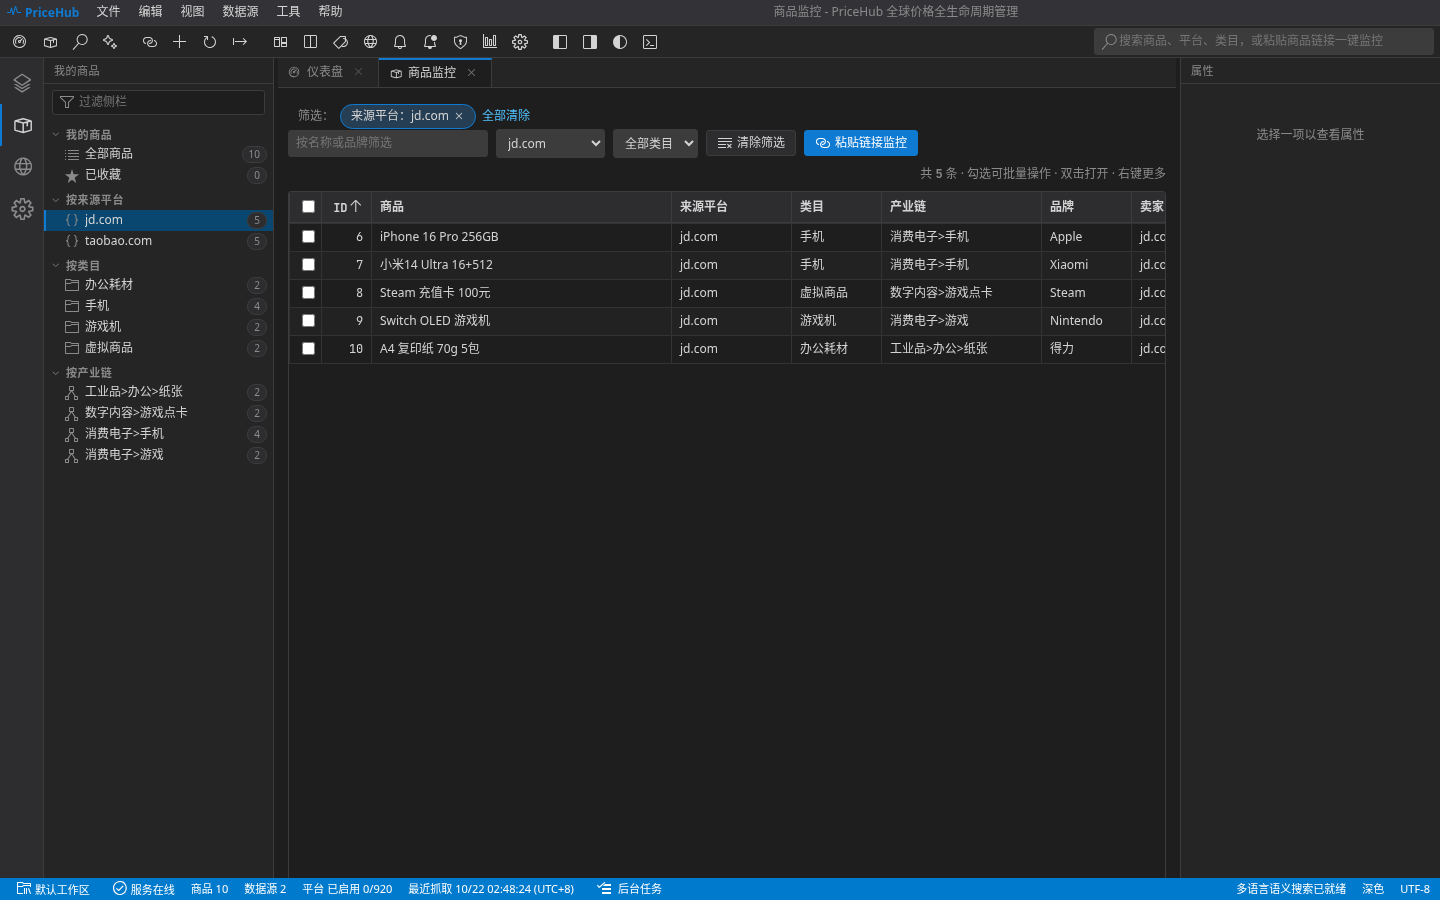 PriceHub 文件 编辑 视图 数据源 工具 帮助 商品监控 - PriceHub 全球价格全生命周期管理
搜索商品、平台、类目，或粘贴商品链接一键监控
我的商品
过滤侧栏
我的商品
全部商品 10
已收藏 0
按来源平台
jd.com 5
taobao.com 5
按类目
办公耗材 2
手机 4
游戏机 2
虚拟商品 2
按产业链
工业品>办公>纸张 2
数字内容>游戏点卡 2
消费电子>手机 4
消费电子>游戏 2
仪表盘 商品监控
筛选： 来源平台：jd.com × 全部清除
按名称或品牌筛选 jd.com 全部类目 清除筛选 粘贴链接监控
共 5 条 · 勾选可批量操作 · 双击打开 · 右键更多
ID 商品 来源平台 类目 产业链 品牌 卖家
6 iPhone 16 Pro 256GB jd.com 手机 消费电子>手机 Apple jd.co
7 小米14 Ultra 16+512 jd.com 手机 消费电子>手机 Xiaomi jd.co
8 Steam 充值卡 100元 jd.com 虚拟商品 数字内容>游戏点卡 Steam jd.co
9 Switch OLED 游戏机 jd.com 游戏机 消费电子>游戏 Nintendo jd.co
10 A4 复印纸 70g 5包 jd.com 办公耗材 工业品>办公>纸张 得力 jd.co
属性
选择一项以查看属性
默认工作区 服务在线 商品 10 数据源 2 平台 已启用 0/920 最近抓取 10/22 02:48:24 (UTC+8) 后台任务 多语言语义搜索已就绪 深色 UTF-8